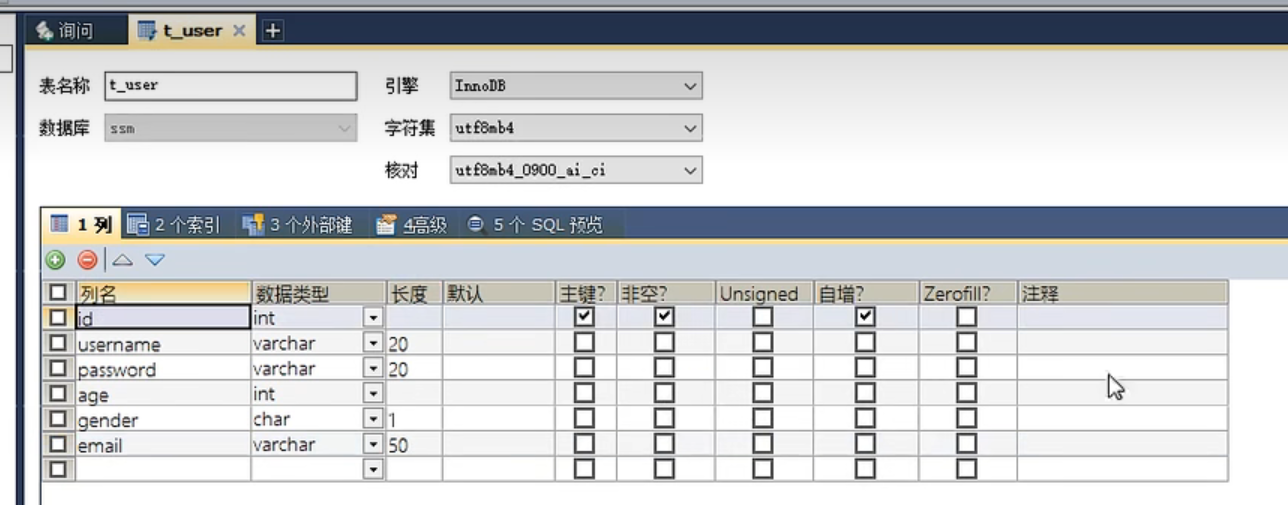 询问 t_user
表名称 t_user 引擎 InnoDB
数据库 ssm 字符集 utf8mb4
核对 utf8mb4_0900_ai_ci
1 列 2 个索引 3 个外部键 4高级 5 个 SQL 预览
列名 数据类型 长度 默认 主键? 非空? Unsigned 自增? Zerofill? 注释
id int
username varchar 20
password varchar 20
age int
gender char 1
email varchar 50